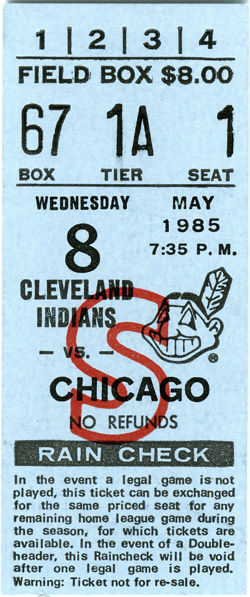 1 | 2 | 3 | 4
FIELD BOX $8.00
67 1A 1
BOX TIER SEAT
WEDNESDAY MAY
8 1985
7:35 P. M.
CLEVELAND
INDIANS
— VS. —
S
CHICAGO
NO REFUNDS
RAIN CHECK
In the event a legal game is not
played, this ticket can be exchanged
for the same priced seat for any
remaining home league game during
the season, for which tickets are
available. In the event of a Double-
header, this Raincheck will be void
after one legal game is played.
Warning: Ticket not for re-sale.